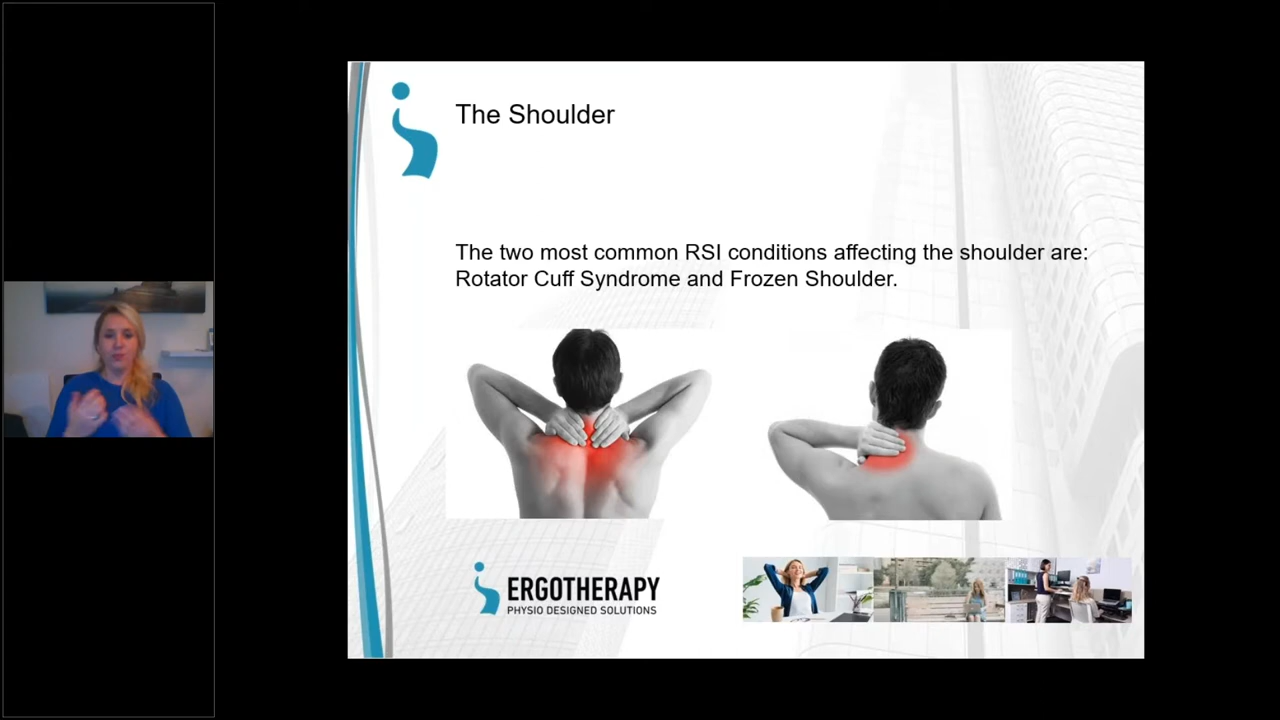 The Shoulder
The two most common RSI conditions affecting the shoulder are:
Rotator Cuff Syndrome and Frozen Shoulder.
ERGOTHERAPY
PHYSIO DESIGNED SOLUTIONS